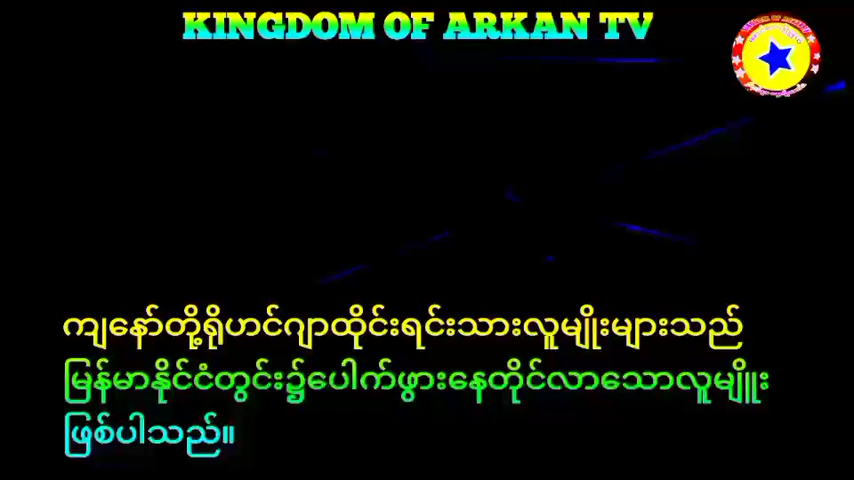 KINGDOM OF ARKAN TV
ကျနော်တို့ရိုဟင်ဂျာထိုင်းရင်းသားလူမျိုးများသည်
မြန်မာနိုင်ငံတွင်း၌ပေါက်ဖွားနေတိုင်လာသောလူမျိုူး
ဖြစ်ပါသည်။